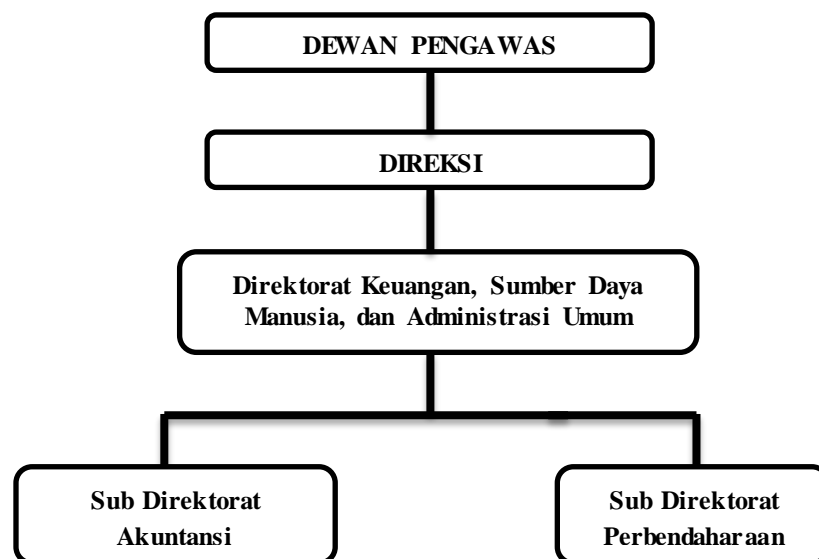 DEWAN PENGAWAS
DIREKSI
Direktorat Keuangan, Sumber Daya
Manusia, dan Administrasi Umum
Sub Direktorat
Akuntansi
Sub Direktorat
Perbendaharaan